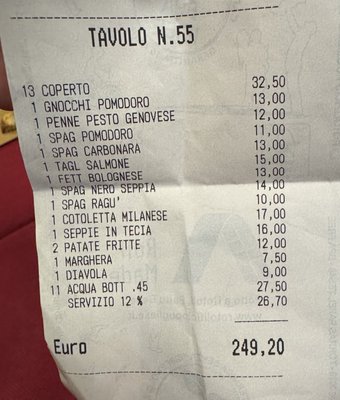 TAVOLO N.55
13 COPERTO 32,50
1 GNOCCHI POMODORO 13,00
1 PENNE PESTO GENOVESE 12,00
1 SPAG POMODORO 11,00
1 SPAG CARBONARA 13,00
1 TAGL SALMONE 15,00
1 FETT BOLOGNESE 13,00
1 SPAG NERO SEPPIA 14,00
1 SPAG RAGU' 10,00
1 COTOLETTA MILANESE 17,00
1 SEPPIE IN TECIA 16,00
2 PATATE FRITTE 12,00
1 MARGHERA 7,50
1 DIAVOLA 9,00
11 ACQUA BOTT .45 27,50
SERVIZIO 12 % 26,70
Euro 249,20